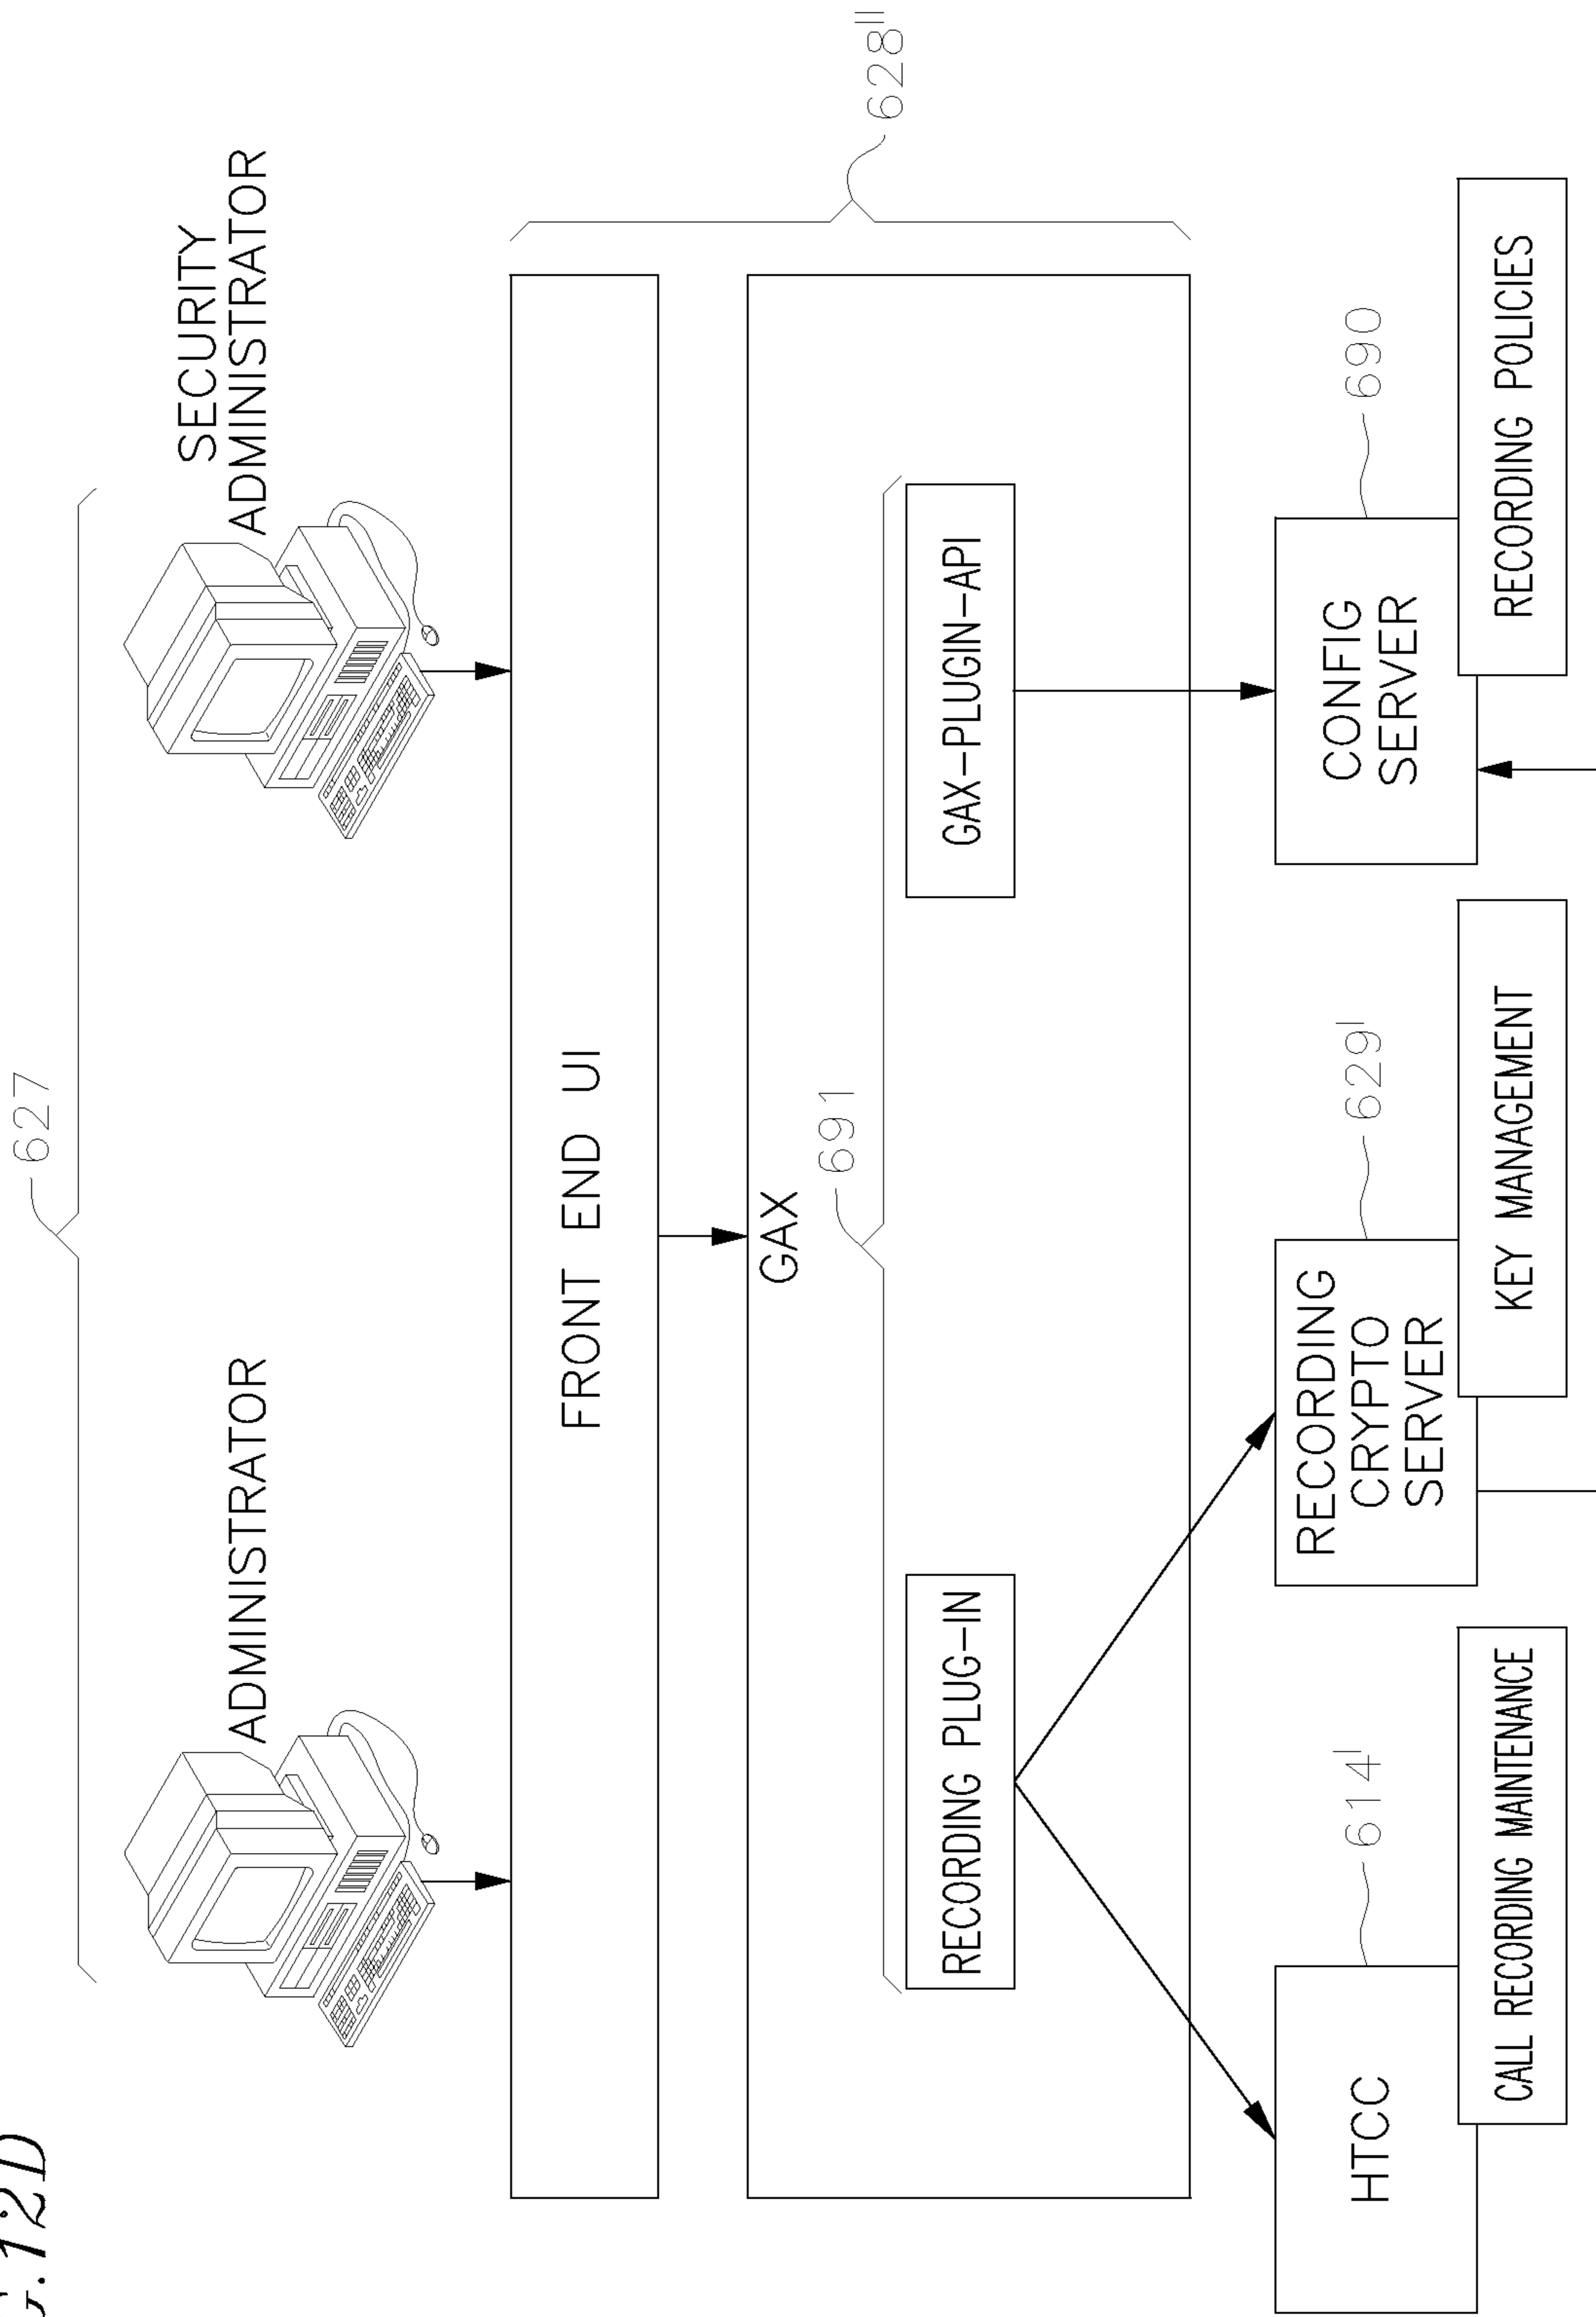 G.12D
627
ADMINISTRATOR
SECURITY
ADMINISTRATOR
FRONT END UI
628"
GAX
691
RECORDING PLUG-IN
GAX-PLUGIN-API
HTCC
614'
CALL RECORDING MAINTENANCE
RECORDING
CRYPTO
SERVER
629'
KEY MANAGEMENT
CONFIG
SERVER
690
RECORDING POLICIES